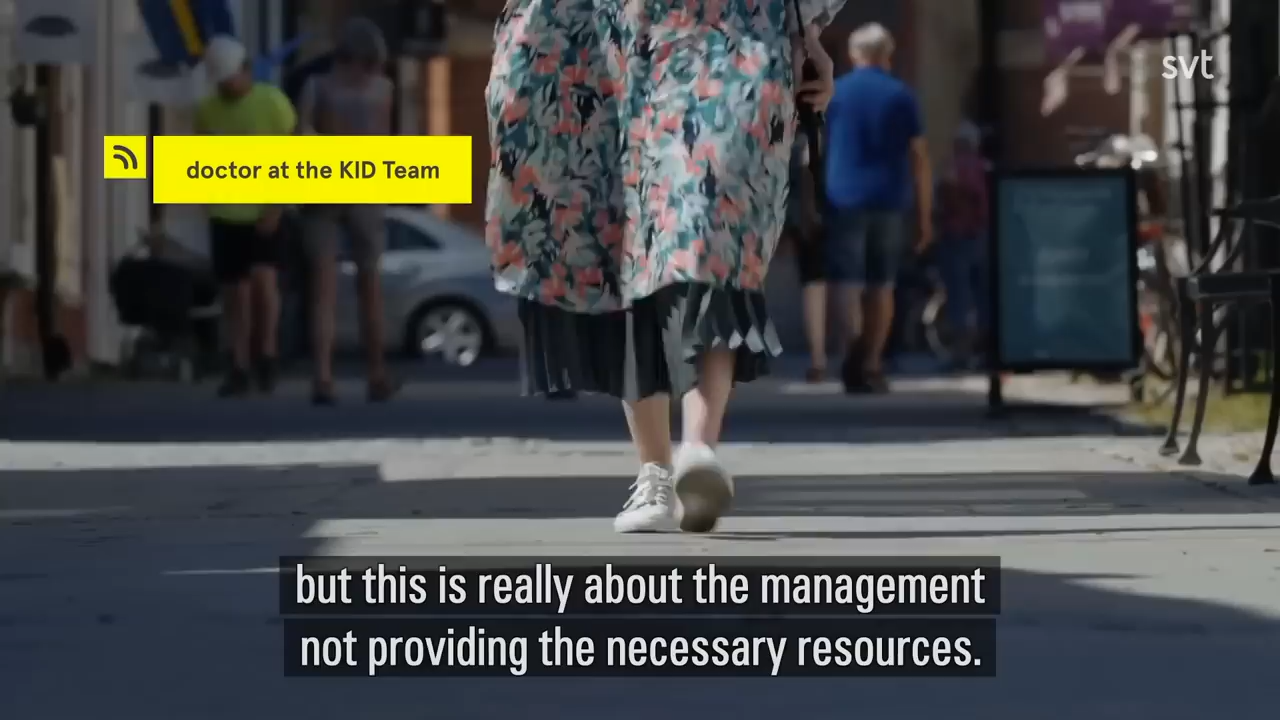 svt
doctor at the KID Team
but this is really about the management
not providing the necessary resources.